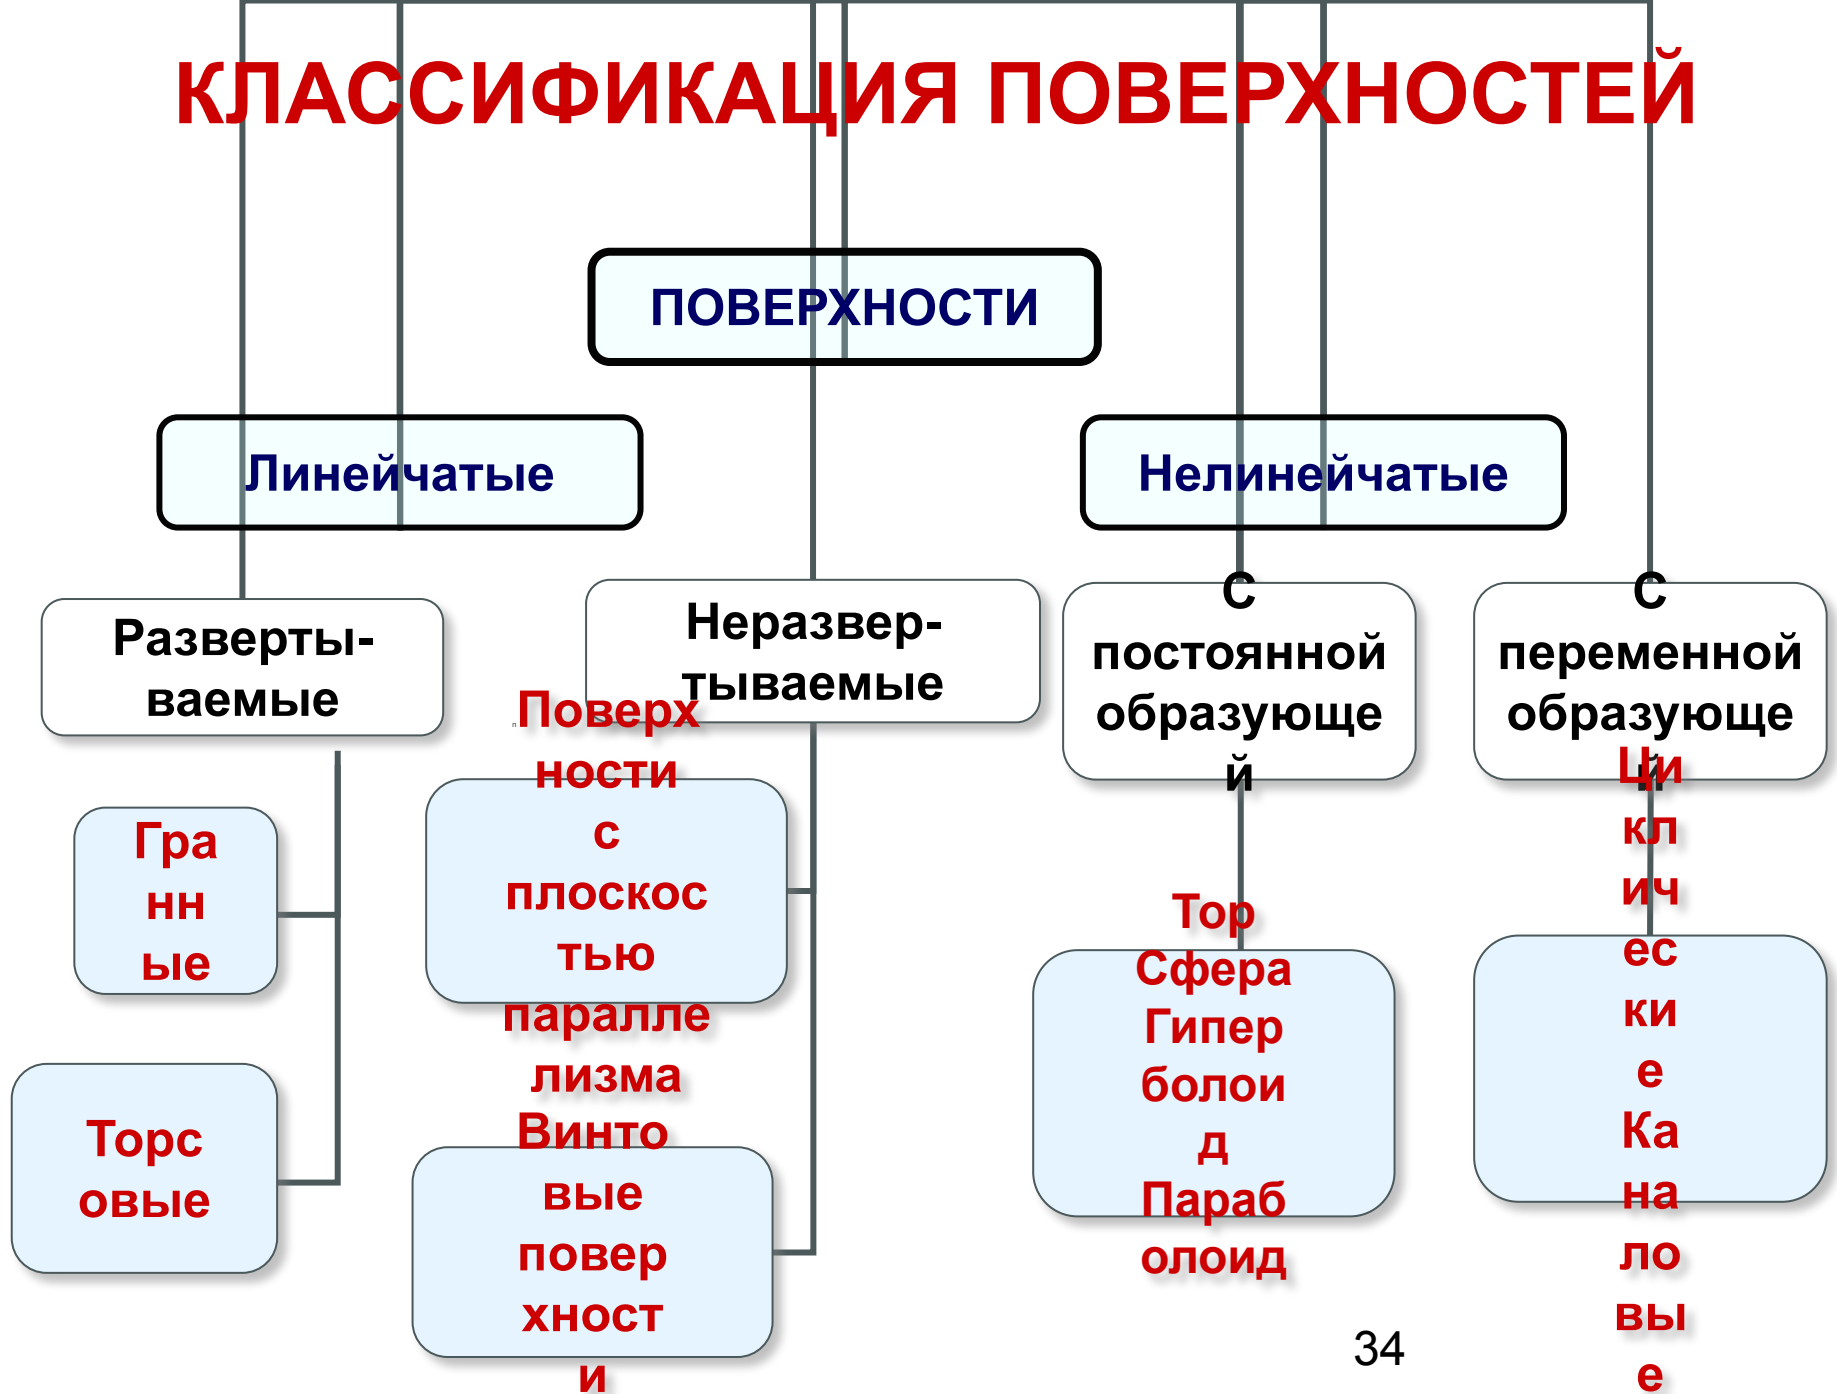 КЛАССИФИКАЦИЯ ПОВЕРХНОСТЕЙ
ПОВЕРХНОСТИ
Линейчатые
Нелинейчатые
Разверты-
ваемые
Неразвер-
тываемые
С
постоянной
образующе
й
С
переменной
образующе
й
Гра
нн
ые
Торс
овые
п
Поверх
ности
с
плоскос
тью
паралле
лизма
Винто
вые
повер
хност
и
Тор
Сфера
Гипер
болои
д
Параб
олоид
Ци
кл
ич
ес
ки
е
Ка
на
ло
вы
е
34